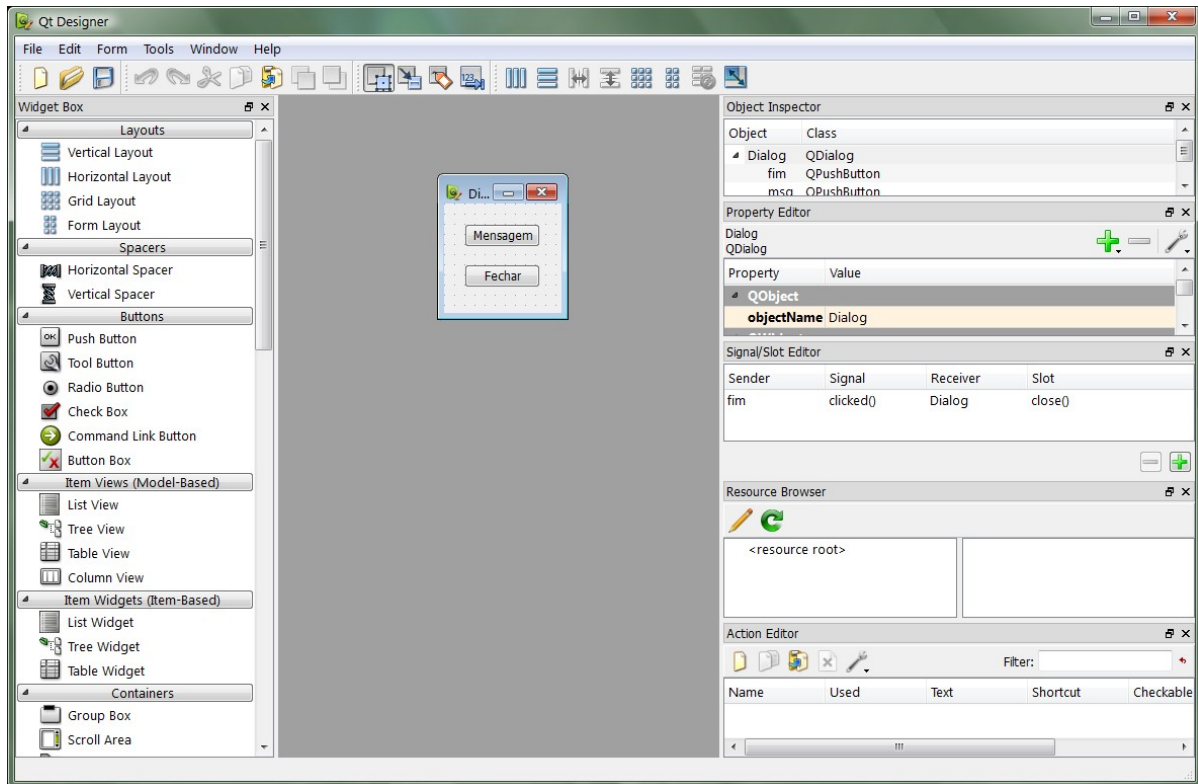 Qt Designer
File Edit Form Tools Window Help
Widget Box
Layouts
Vertical Layout
Horizontal Layout
Grid Layout
Form Layout
Spacers
Horizontal Spacer
Vertical Spacer
Buttons
OK Push Button
Tool Button
Radio Button
Check Box
Command Link Button
Button Box
Item Views (Model-Based)
List View
Tree View
Table View
Column View
Item Widgets (Item-Based)
List Widget
Tree Widget
Table Widget
Containers
Group Box
Scroll Area
Di...
Mensagem
Fechar
Object Inspector
Object Class
Dialog QDialog
fim QPushButton
msg QPushButton
Property Editor
Dialog
QDialog
Property Value
QObject
objectName Dialog
Signal/Slot Editor
Sender Signal Receiver Slot
fim clicked() Dialog close()
Resource Browser
<resource root>
Action Editor
Filter:
Name Used Text Shortcut Checkable